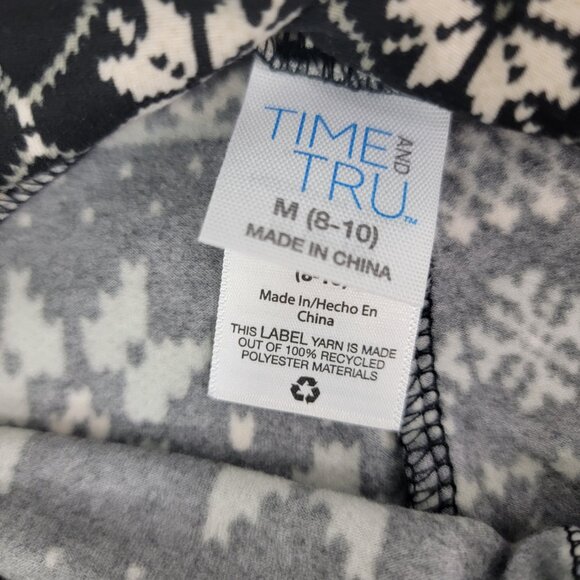 TIME AND
TRU™
M (8-10)
MADE IN CHINA
Made In/Hecho En
China
THIS LABEL YARN IS MADE
OUT OF 100% RECYCLED
POLYESTER MATERIALS